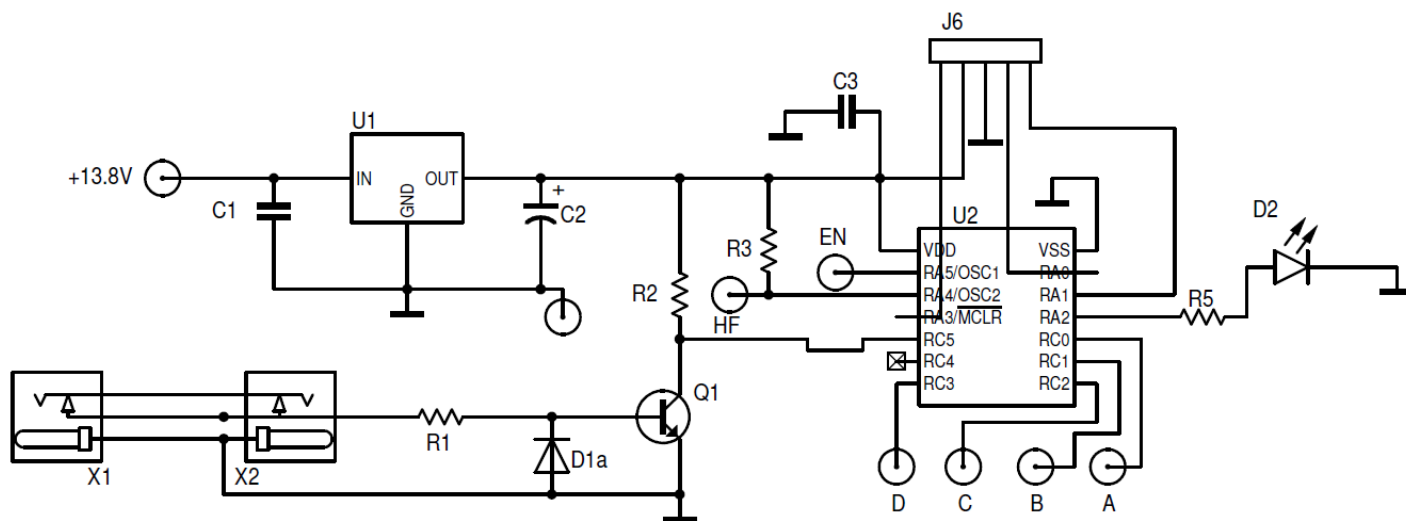 J6
C3
U1
+13.8V
IN
OUT
GND
C1
+
C2
R3
EN
U2
D2
VDD
VSS
RA5/OSC1
RA0
R2
HF
RA4/OSC2
RA1
R5
RA3/MCLR
RA2
RC5
RC0
RC4
RC1
RC3
RC2
Q1
R1
D1a
X1
X2
D
C
B
A